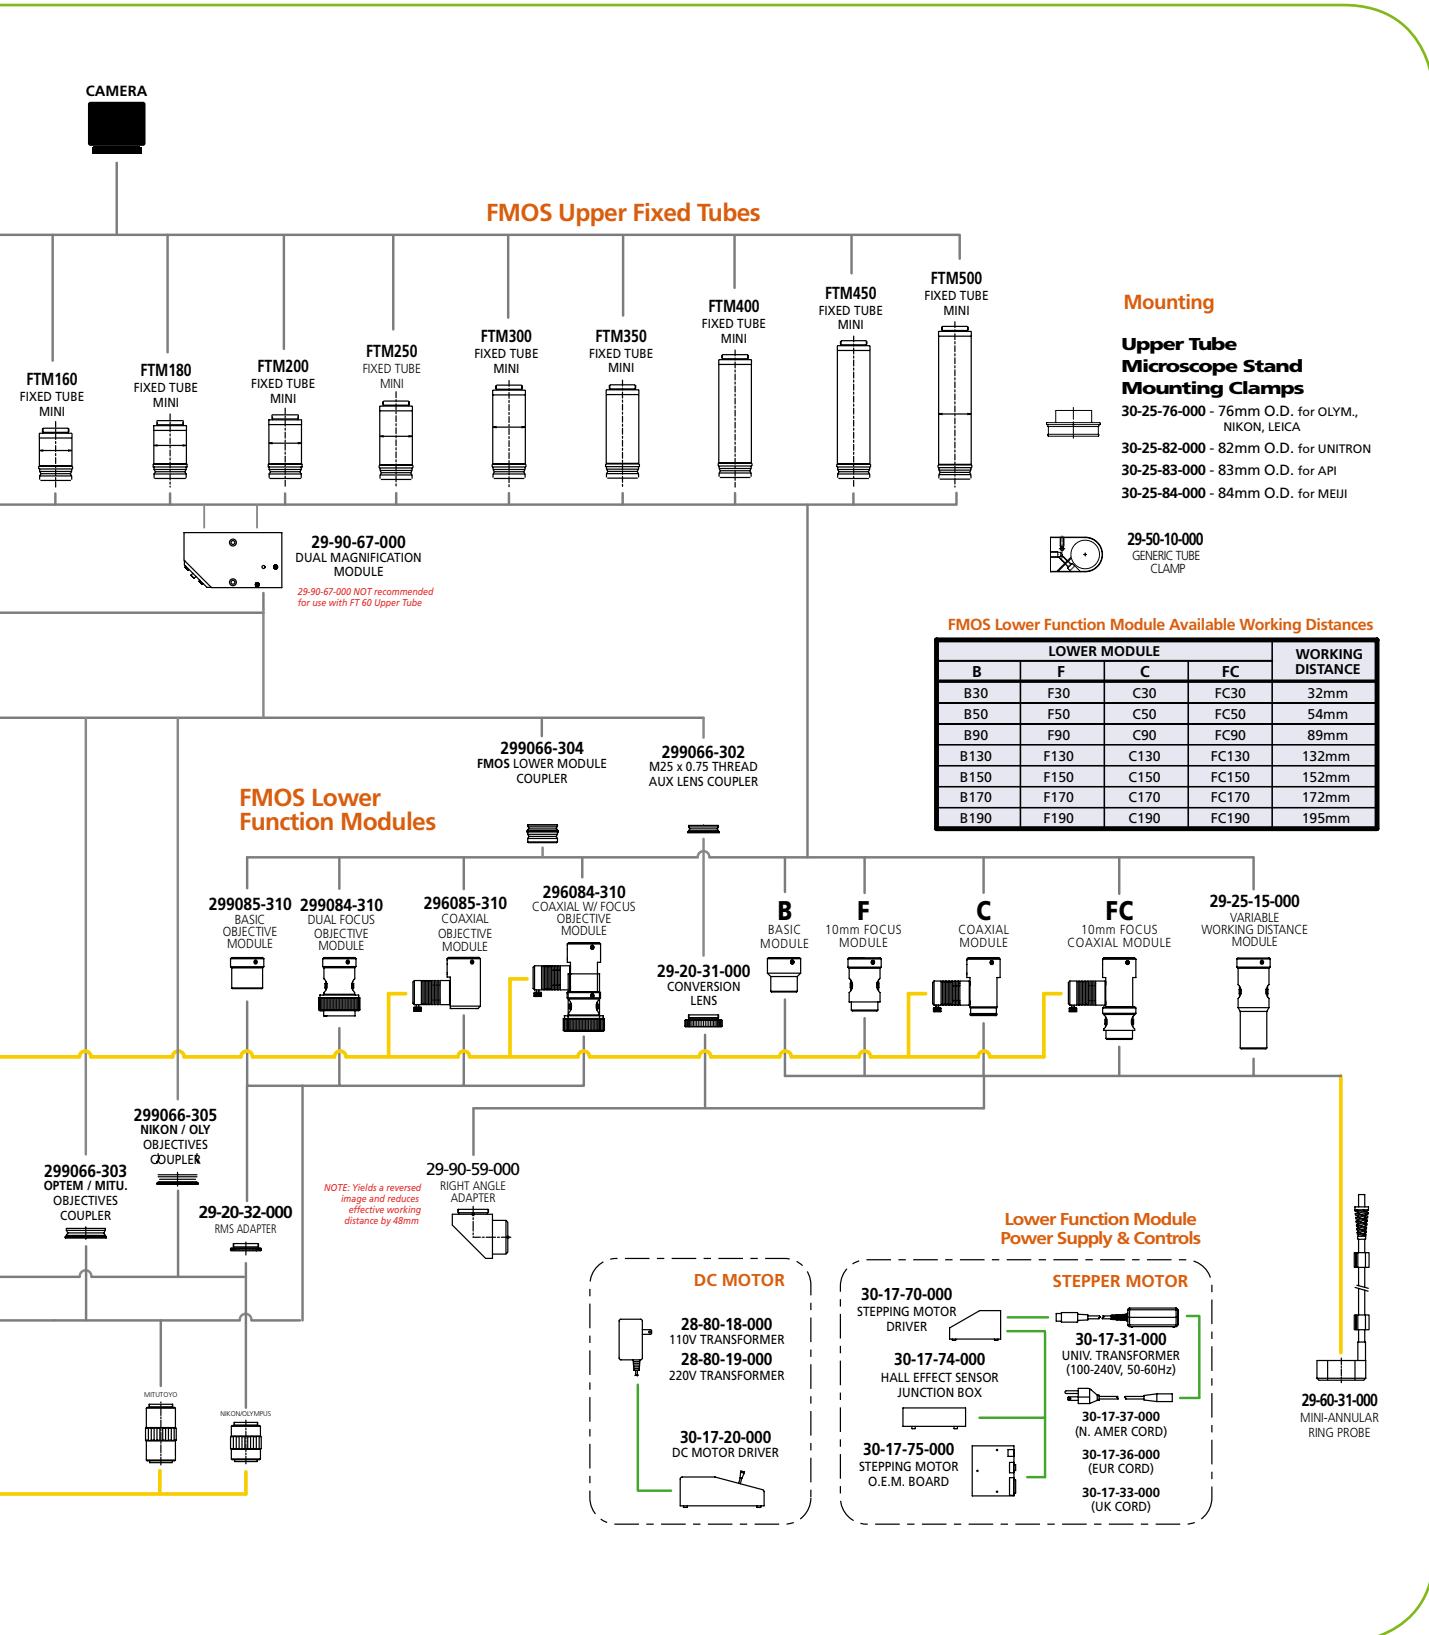 CAMERA
FMOS Upper Fixed Tubes
FTM160
FIXED TUBE
MINI
FTM180
FIXED TUBE
MINI
FTM200
FIXED TUBE
MINI
FTM250
FIXED TUBE
MINI
FTM300
FIXED TUBE
MINI
FTM350
FIXED TUBE
MINI
FTM400
FIXED TUBE
MINI
FTM450
FIXED TUBE
MINI
FTM500
FIXED TUBE
MINI
Mounting
Upper Tube
Microscope Stand
Mounting Clamps
30-25-76-000 - 76mm O.D. for OLYM.,
NIKON, LEICA
30-25-82-000 - 82mm O.D. for UNITRON
30-25-83-000 - 83mm O.D. for API
30-25-84-000 - 84mm O.D. for MEIJI
29-50-10-000
GENERIC TUBE
CLAMP
29-90-67-000
DUAL MAGNIFICATION
MODULE
29-90-67-000 NOT recommended
for use with FT 60 Upper Tube
FMOS Lower Function Module Available Working Distances
LOWER MODULE WORKING DISTANCE
B F C FC
B30 F30 C30 FC30 32mm
B50 F50 C50 FC50 54mm
B90 F90 C90 FC90 89mm
B130 F130 C130 FC130 132mm
B150 F150 C150 FC150 152mm
B170 F170 C170 FC170 172mm
B190 F190 C190 FC190 195mm
299066-304
FMOS LOWER MODULE
COUPLER
299066-302
M25 x 0.75 THREAD
AUX LENS COUPLER
FMOS Lower
Function Modules
299085-310
BASIC
OBJECTIVE
MODULE
299084-310
DUAL FOCUS
OBJECTIVE
MODULE
296085-310
COAXIAL
OBJECTIVE
MODULE
296084-310
COAXIAL W/ FOCUS
OBJECTIVE
MODULE
29-20-31-000
CONVERSION
LENS
B
BASIC
MODULE
F
10mm FOCUS
MODULE
C
COAXIAL
MODULE
FC
10mm FOCUS
COAXIAL MODULE
29-25-15-000
VARIABLE
WORKING DISTANCE
MODULE
299066-305
NIKON / OLY
OBJECTIVES
COUPLER
299066-303
OPTEM / MITU.
OBJECTIVES
COUPLER
29-20-32-000
RMS ADAPTER
NOTE: Yields a reversed
image and reduces
effective working
distance by 48mm
29-90-59-000
RIGHT ANGLE
ADAPTER
MITUTOYO
NIKON/OLYMPUS
Lower Function Module
Power Supply & Controls
DC MOTOR
28-80-18-000
110V TRANSFORMER
28-80-19-000
220V TRANSFORMER
30-17-20-000
DC MOTOR DRIVER
STEPPER MOTOR
30-17-70-000
STEPPING MOTOR
DRIVER
30-17-74-000
HALL EFFECT SENSOR
JUNCTION BOX
30-17-75-000
STEPPING MOTOR
O.E.M. BOARD
30-17-31-000
UNIV. TRANSFORMER
(100-240V, 50-60Hz)
30-17-37-000
(N. AMER CORD)
30-17-36-000
(EUR CORD)
30-17-33-000
(UK CORD)
29-60-31-000
MINI-ANNULAR
RING PROBE